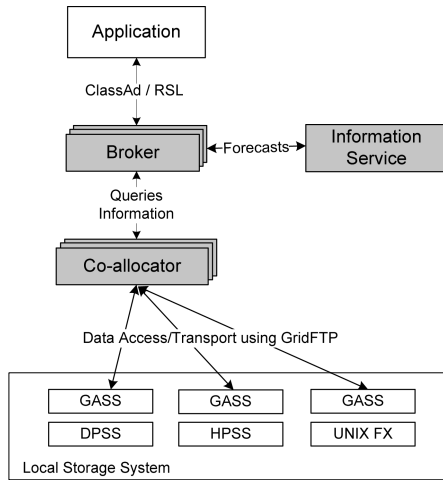 Application
ClassAd / RSL
Broker
Forecasts
Information
Service
Queries
Information
Co-allocator
Data Access/Transport using GridFTP
GASS
GASS
GASS
DPSS
HPSS
UNIX FX
Local Storage System